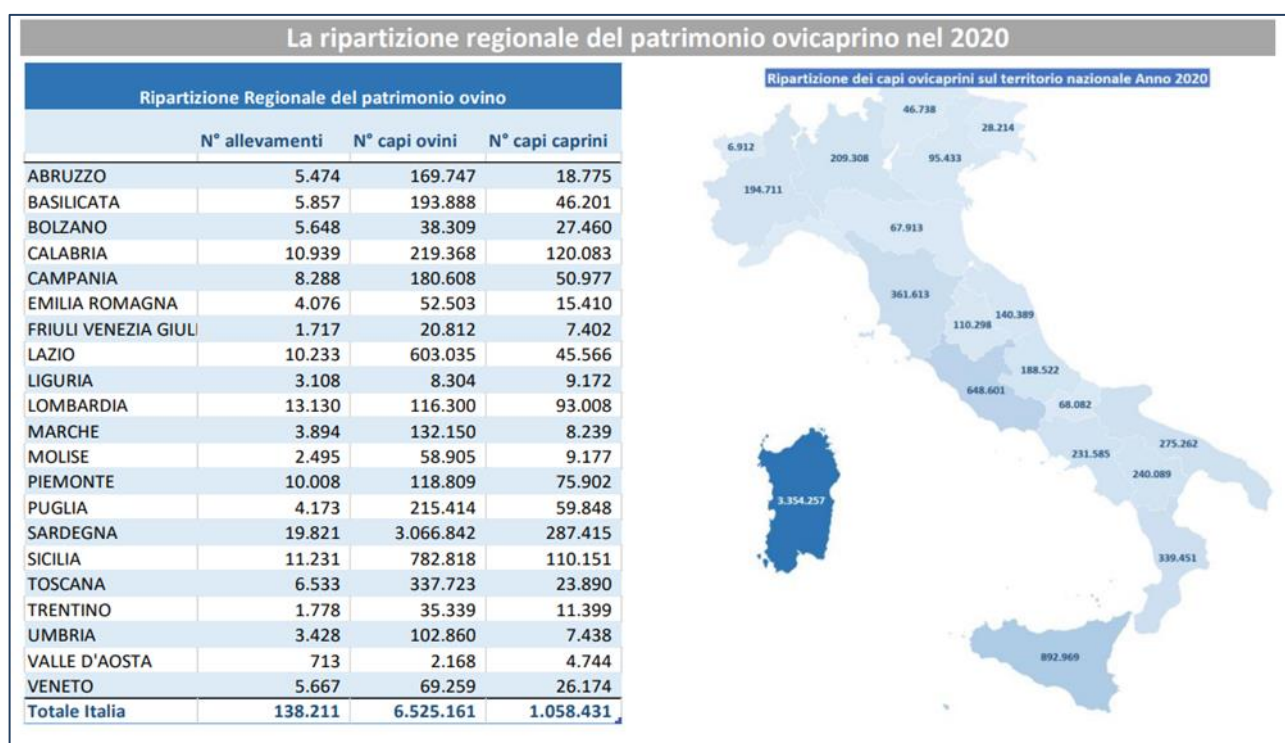 La ripartizione regionale del patrimonio ovicaprino nel 2020
Ripartizione Regionale del patrimonio ovino
N° allevamenti N° capi ovini N° capi caprini
ABRUZZO 5.474 169.747 18.775
BASILICATA 5.857 193.888 46.201
BOLZANO 5.648 38.309 27.460
CALABRIA 10.939 219.368 120.083
CAMPANIA 8.288 180.608 50.977
EMILIA ROMAGNA 4.076 52.503 15.410
FRIULI VENEZIA GIULI 1.717 20.812 7.402
LAZIO 10.233 603.035 45.566
LIGURIA 3.108 8.304 9.172
LOMBARDIA 13.130 116.300 93.008
MARCHE 3.894 132.150 8.239
MOLISE 2.495 58.905 9.177
PIEMONTE 10.008 118.809 75.902
PUGLIA 4.173 215.414 59.848
SARDEGNA 19.821 3.066.842 287.415
SICILIA 11.231 782.818 110.151
TOSCANA 6.533 337.723 23.890
TRENTINO 1.778 35.339 11.399
UMBRIA 3.428 102.860 7.438
VALLE D'AOSTA 713 2.168 4.744
VENETO 5.667 69.259 26.174
Totale Italia 138.211 6.525.161 1.058.431
Ripartizione dei capi ovicaprini sul territorio nazionale Anno 2020
46.738
28.214
6.912
209.308
95.433
194.711
67.913
361.613
140.389
110.298
188.522
648.601
68.082
275.262
231.585
240.089
3.354.257
339.451
892.969